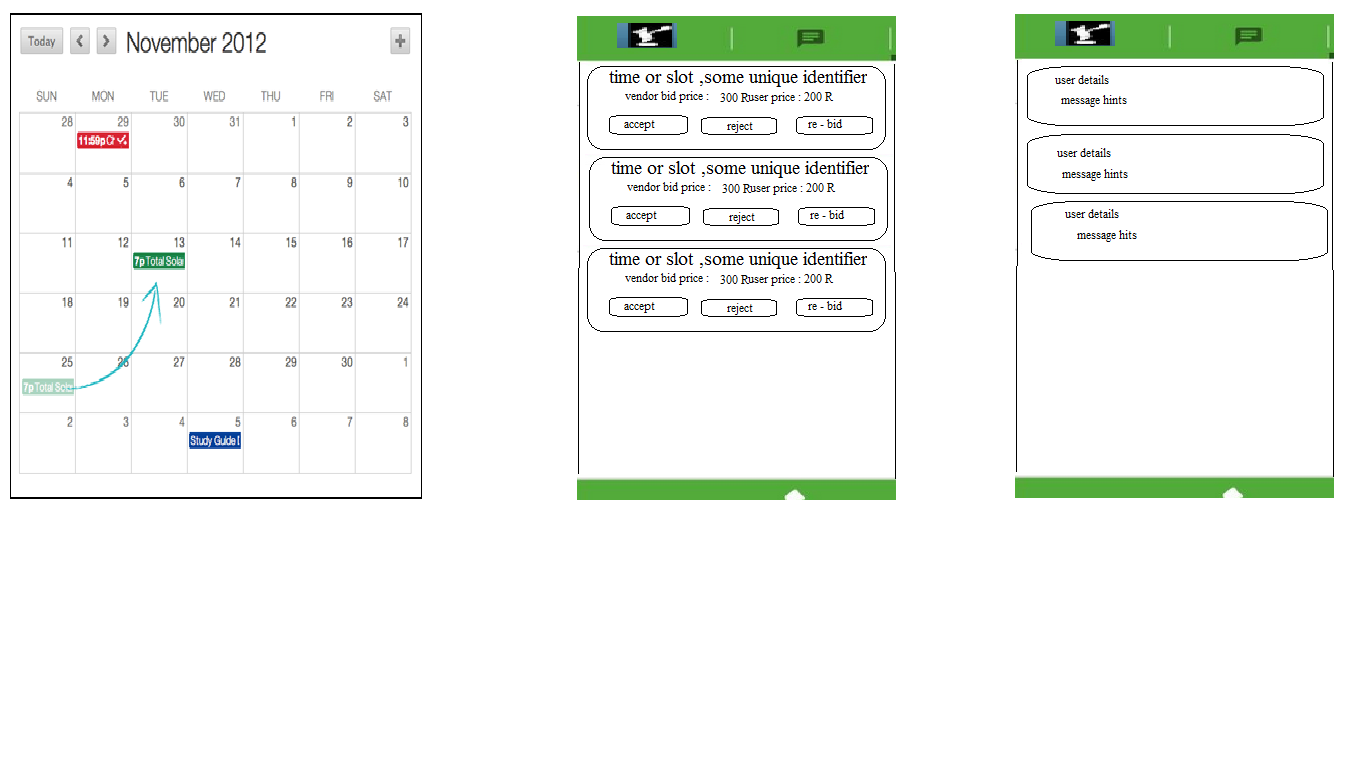 Today < > November 2012 +
SUN MON TUE WED THU FRI SAT
28 29 30 31 1 2 3
11:59p
4 5 6 7 8 9 10
11 12 13 14 15 16 17
7p Total Solar
18 19 20 21 22 23 24
25 26 27 28 29 30 1
7p Total Sola
2 3 4 5 6 7 8
Study Guide
time or slot ,some unique identifier
vendor bid price : 300 Ruser price : 200 R
accept reject re - bid
time or slot ,some unique identifier
vendor bid price : 300 Ruser price : 200 R
accept reject re - bid
time or slot ,some unique identifier
vendor bid price : 300 Ruser price : 200 R
accept reject re - bid
user details
message hints
user details
message hints
user details
message hits